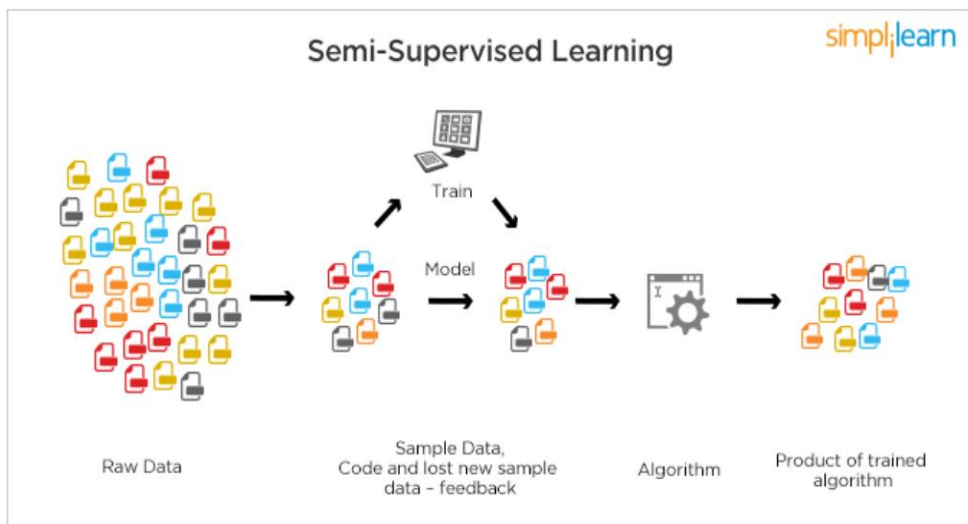 simplilearn
Semi-Supervised Learning
Train
Model
Raw Data
Sample Data,
Code and lost new sample
data – feedback
Algorithm
Product of trained
algorithm